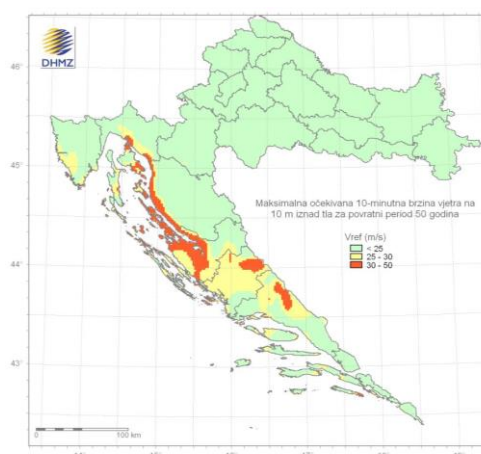 DHMZ
46°
45°
44°
43°
Maksimalna očekivana 10-minutna brzina vjetra na
10 m iznad tla za povratni period 50 godina
Vref (m/s)
< 25
25 - 30
30 - 50
0
100 km